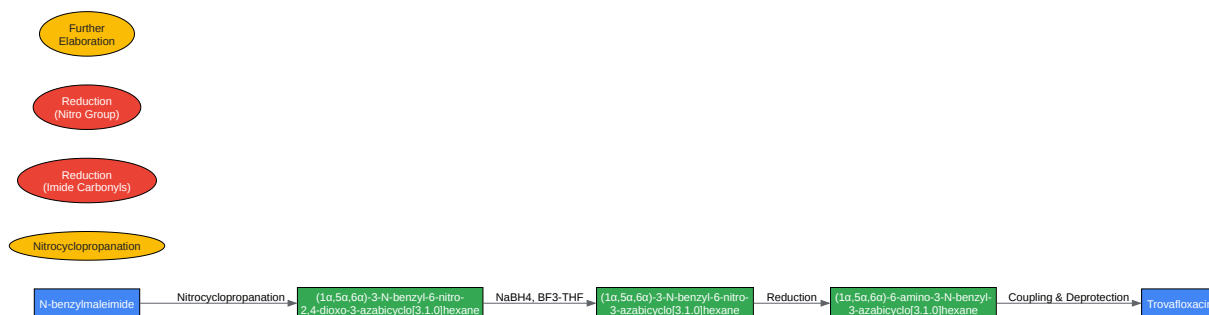 Further
Elaboration
Reduction
(Nitro Group)
Reduction
(Imide Carbonyls)
Nitrocyclopropanation
N-benzylmaleimide
Nitrocyclopropanation
(1α,5α,6α)-3-N-benzyl-6-nitro-
2,4-dioxo-3-azabicyclo[3.1.0]hexane
NaBH4, BF3-THF
(1α,5α,6α)-3-N-benzyl-6-nitro-
3-azabicyclo[3.1.0]hexane
Reduction
(1α,5α,6α)-6-amino-3-N-benzyl-
3-azabicyclo[3.1.0]hexane
Coupling & Deprotection
Trovafloxacin